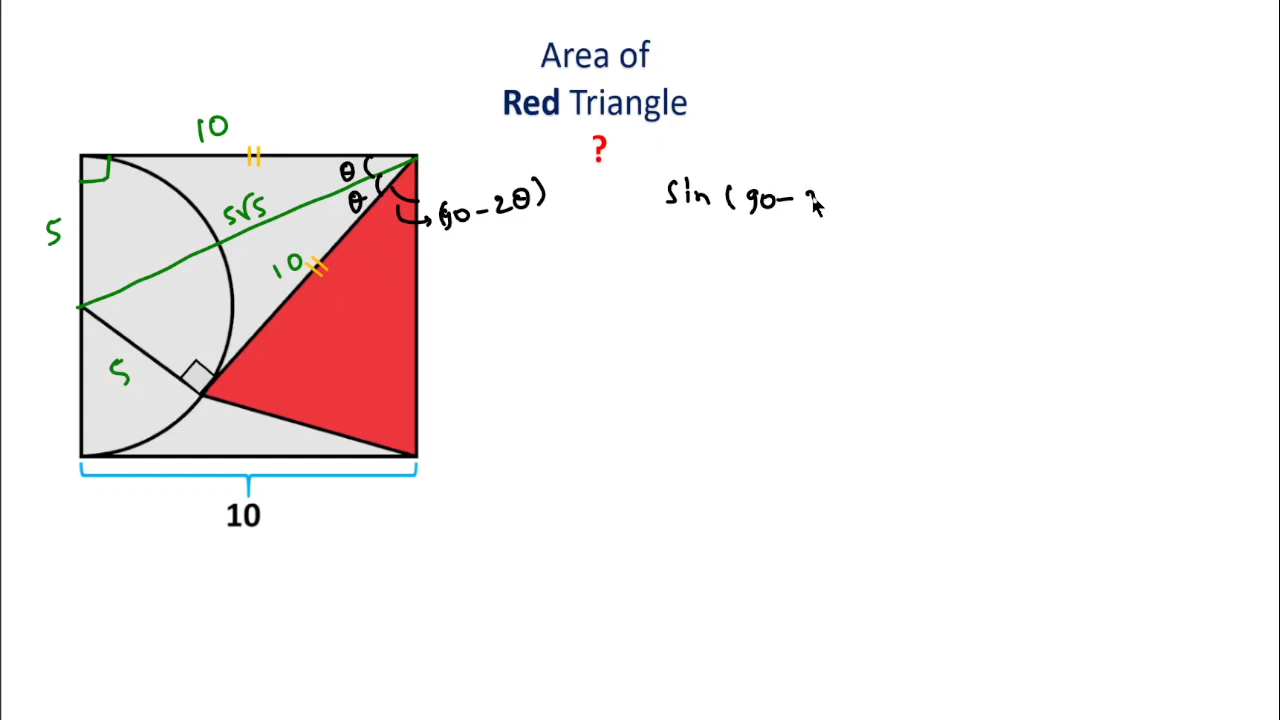 Area of
Red Triangle
?
10
θ
θ
5√5
(90-2θ)
Sin (90-
5
10
5
10